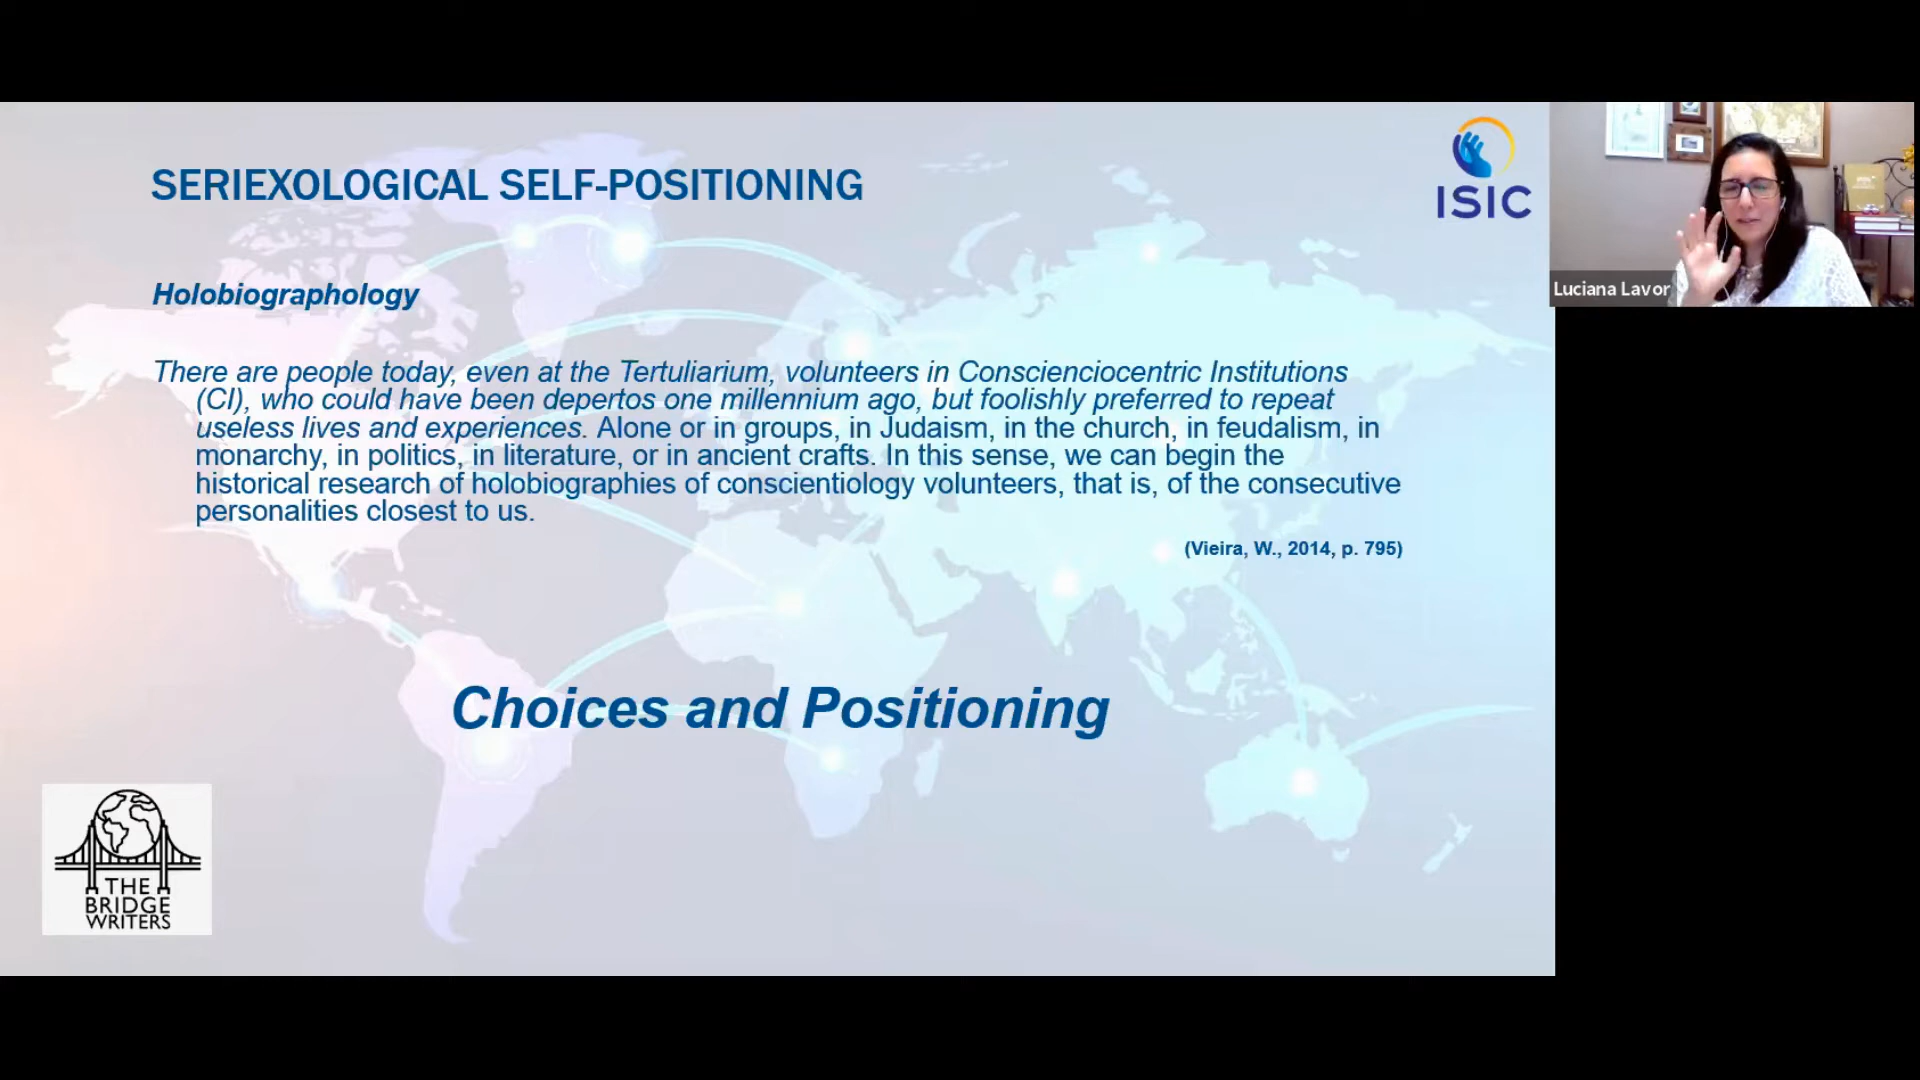 SERIEXOLOGICAL SELF-POSITIONING
ISIC
Luciana Lavor
Holobiographology
There are people today, even at the Tertuliarium, volunteers in Conscienciocentric Institutions
(CI), who could have been depertos one millennium ago, but foolishly preferred to repeat
useless lives and experiences. Alone or in groups, in Judaism, in the church, in feudalism, in
monarchy, in politics, in literature, or in ancient crafts. In this sense, we can begin the
historical research of holobiographies of conscientiology volunteers, that is, of the consecutive
personalities closest to us.
(Vieira, W., 2014, p. 795)
Choices and Positioning
THE
BRIDGE
WRITERS